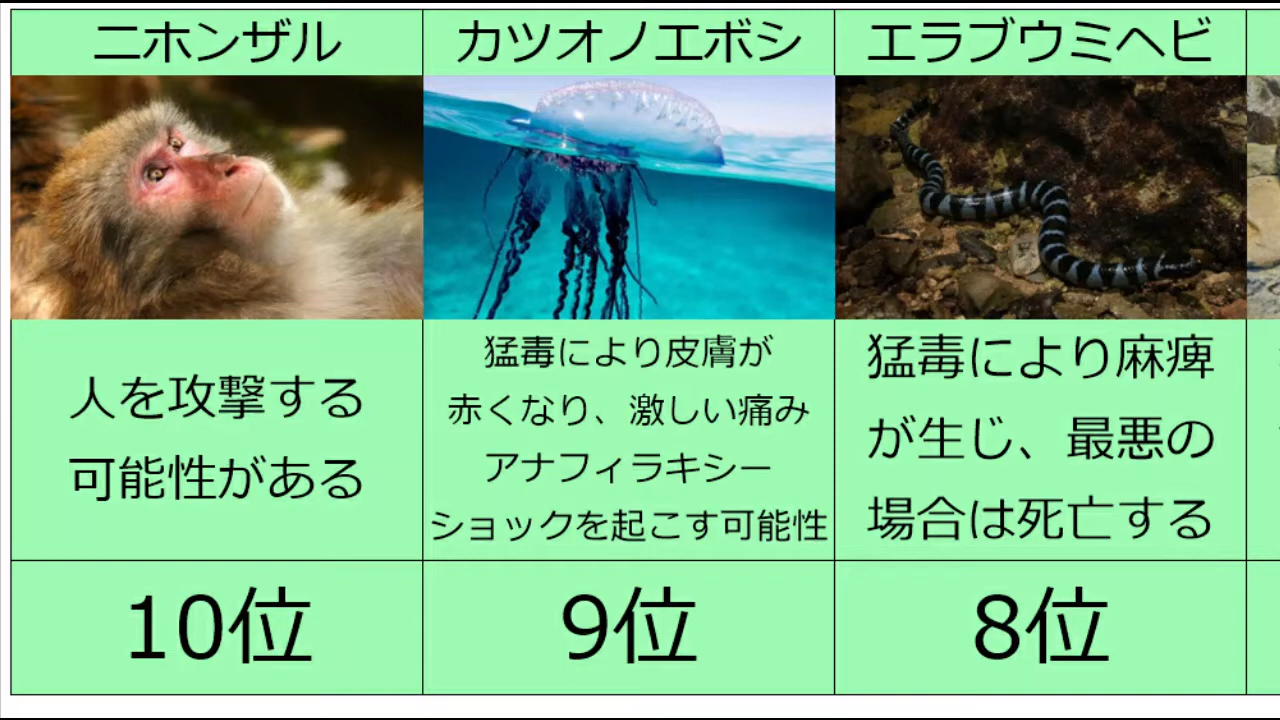 ニホンザル
カツオノエボシ
エラブウミヘビ
人を攻撃する
可能性がある
猛毒により皮膚が
赤くなり、激しい痛み
アナフィラキシー
ショックを起こす可能性
猛毒により麻痺
が生じ、最悪の
場合は死亡する
10位
9位
8位